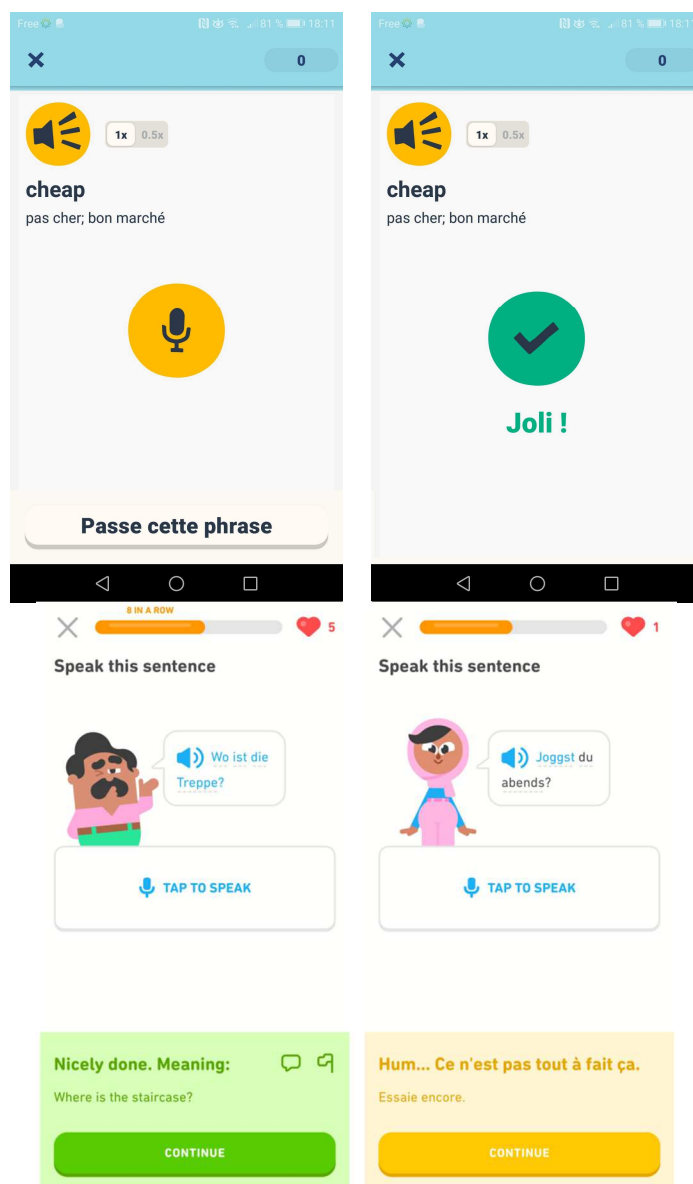 Free 81 % 18:11
0
1x 0.5x
cheap
pas cher; bon marché
Passe cette phrase
Free 81 % 18:11
0
1x 0.5x
cheap
pas cher; bon marché
Joli !
8 IN A ROW
5
Speak this sentence
Wo ist die
Treppe?
TAP TO SPEAK
Nicely done. Meaning:
Where is the staircase?
CONTINUE
1
Speak this sentence
Joggst du
abends?
TAP TO SPEAK
Hum... Ce n'est pas tout à fait ça.
Essaie encore.
CONTINUE